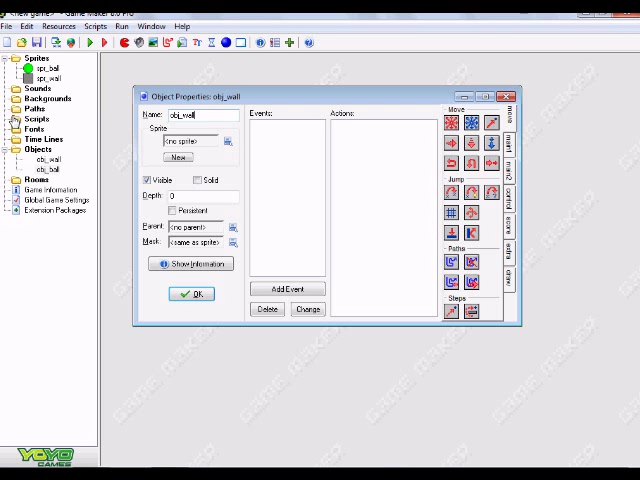 <new game> - Game Maker 8.0 Pro
File Edit Resources Scripts Run Window Help
Sprites
spr_ball
spr_wall
Sounds
Backgrounds
Paths
Scripts
Fonts
Time Lines
Objects
obj_wall
obj_ball
Rooms
Game Information
Global Game Settings
Extension Packages
YOYO
GAMES
Object Properties: obj_wall
Name: obj_wall
Sprite
<no sprite>
New
Visible Solid
Depth: 0
Persistent
Parent: <no parent>
Mask: <same as sprite>
Show Information
OK
Events:
Add Event
Delete Change
Actions:
Move
Jump
Paths
Steps
move
main1
main2
control
score
extra
draw
GAME MAKER